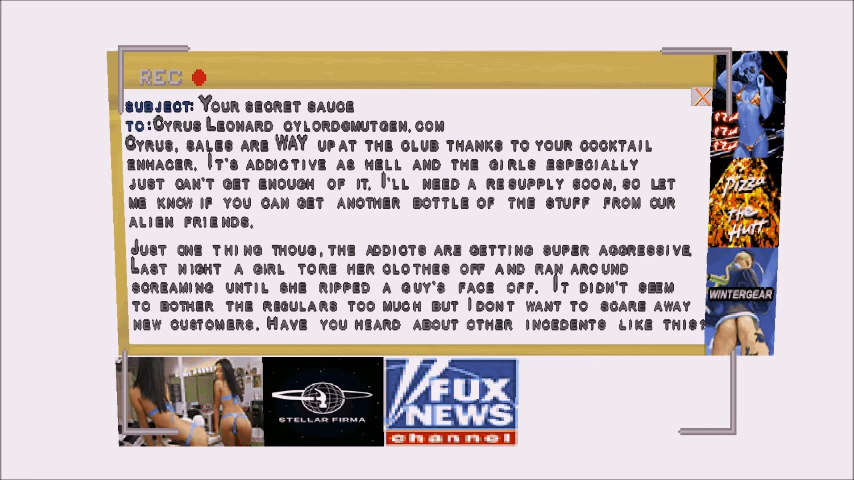 REC
SUBJECT: YOUR SECRET SAUCE
TO: CYRUS LEONARD CYLORD@MUTGEN.COM
CYRUS, SALES ARE WAY UP AT THE CLUB THANKS TO YOUR COCKTAIL
ENHACER. IT'S ADDICTIVE AS HELL AND THE GIRLS ESPECIALLY
JUST CAN'T GET ENOUGH OF IT. I'LL NEED A RESUPPLY SOON, SO LET
ME KNOW IF YOU CAN GET ANOTHER BOTTLE OF THE STUFF FROM OUR
ALIEN FRIENDS.
JUST ONE THING THOUG, THE ADDICTS ARE GETTING SUPER AGGRESSIVE
LAST NIGHT A GIRL TORE HER CLOTHES OFF AND RAN AROUND
SCREAMING UNTIL SHE RIPPED A GUY'S FACE OFF. IT DIDN'T SEEM
TO BOTHER THE REGULARS TOO MUCH BUT I DONT WANT TO SCARE AWAY
NEW CUSTOMERS. HAVE YOU HEARD ABOUT OTHER INCEDENTS LIKE THIS?
Pizza
the
Hutt
WINTERGEAR
STELLAR FIRMA
FUX
NEWS
channel